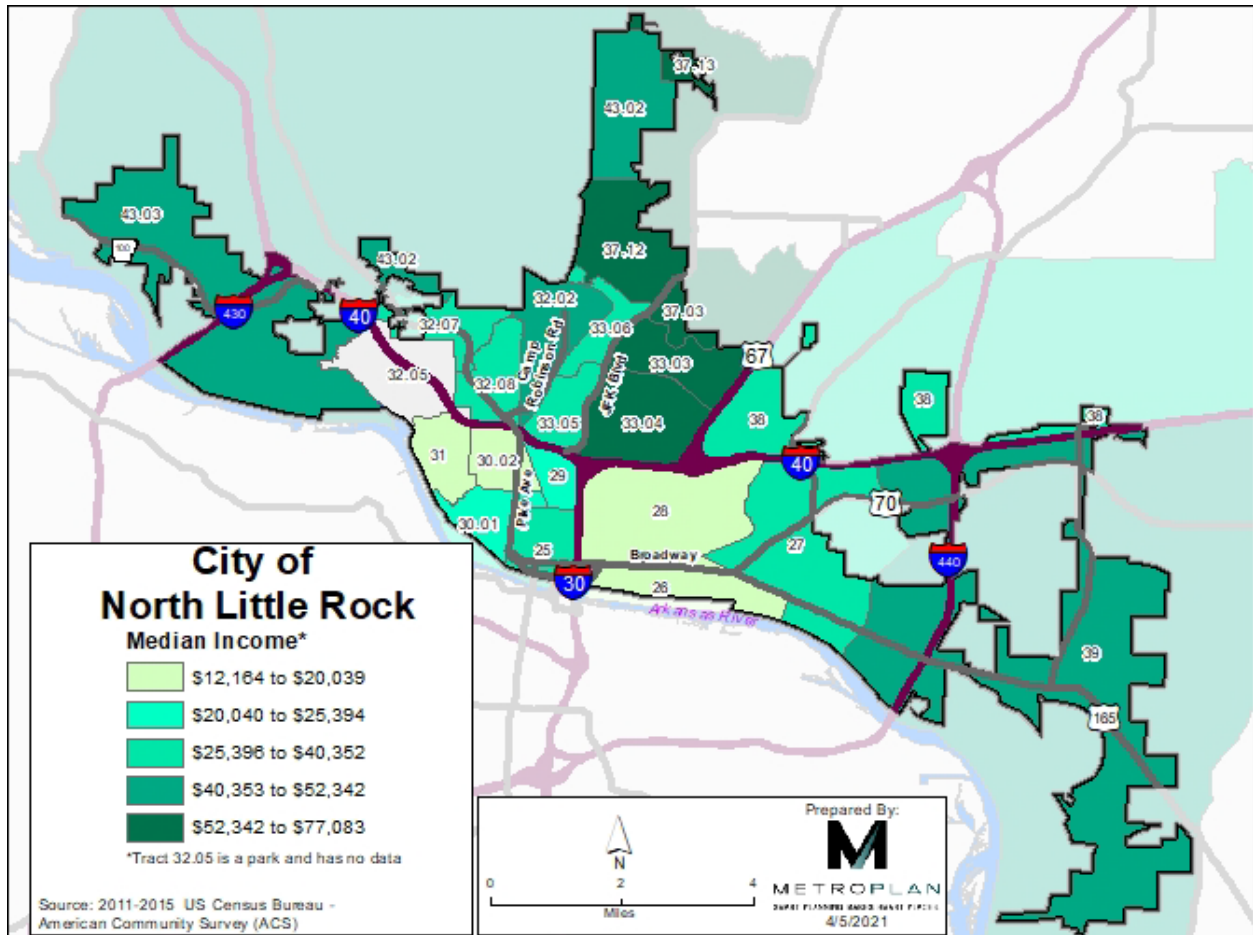 37.13
43.02
43.03
100
37.12
43.02
32.02
430
40
32.07
33.06
37.03
Camp
Robinson Rd
JFK Blvd
67
33.03
32.05
32.08
33.05
33.04
38
38
38
31
30.02
29
40
Pike Ave
28
70
30.01
25
Broadway
27
440
30
26
Arkansas River
39
165
City of
North Little Rock
Median Income*
$12,164 to $20,039
$20,040 to $25,394
$25,396 to $40,352
$40,353 to $52,342
$52,342 to $77,083
*Tract 32.05 is a park and has no data
Source: 2011-2015 US Census Bureau -
American Community Survey (ACS)
N
0 2 4
Miles
Prepared By:
M
METROPLAN
SMART PLANNING MAKES SMART PLACES
4/5/2021